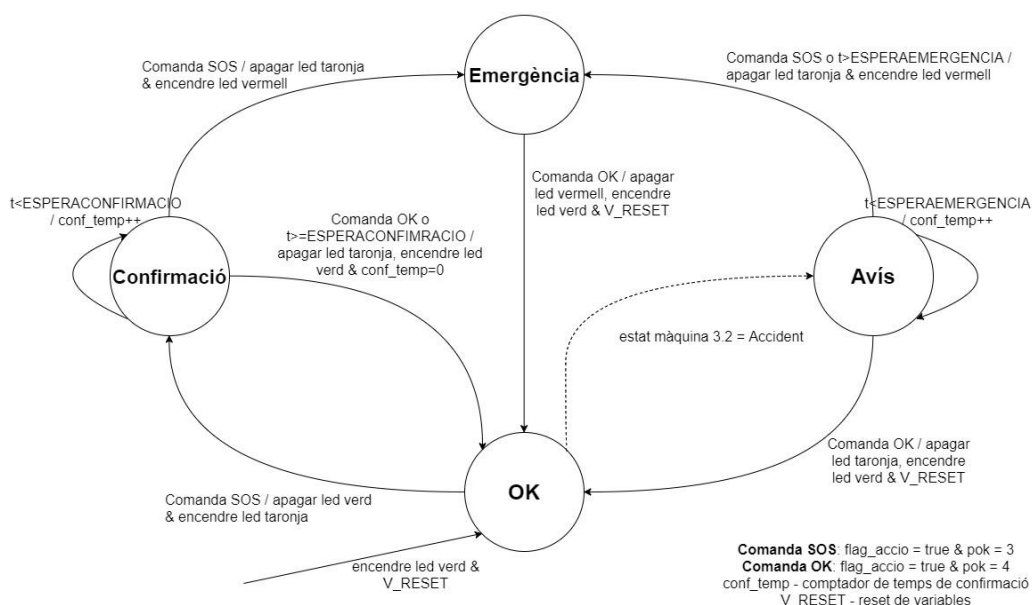 Comanda SOS / apagar led taronja
& encendre led vermell
Emergència
Comanda SOS o t>ESPERAEMERGENCIA /
apagar led taronja & encendre led vermell
Comanda OK / apagar
led vermell, encendre
led verd & V_RESET
t<ESPERACONFIRMACIO
/ conf_temp++
Confirmació
Comanda OK o
t>=ESPERACONFIMRACIO /
apagar led taronja, encendre led
verd & conf_temp=0
t<ESPERAEMERGENCIA
/ conf_temp++
Avís
estat màquina 3.2 = Accident
Comanda SOS / apagar led verd
& encendre led taronja
OK
Comanda OK / apagar
led taronja, encendre
led verd & V_RESET
encendre led verd &
V_RESET
Comanda SOS: flag_accio = true & pok = 3
Comanda OK: flag_accio = true & pok = 4
conf_temp - comptador de temps de confirmació
V_RESET - reset de variables